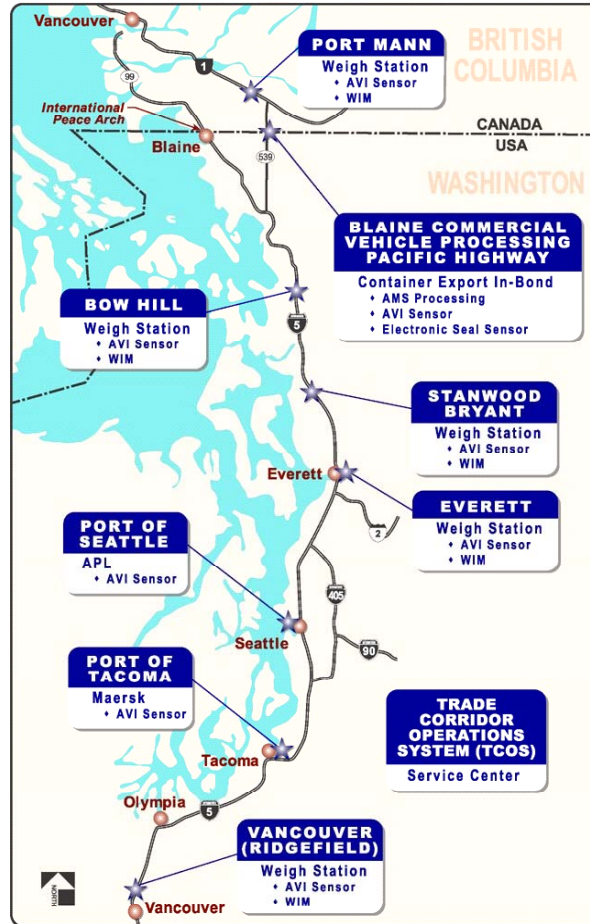 Vancouver
PORT MANN
Weigh Station
♦ AVI Sensor
♦ WIM
BRITISH
COLUMBIA
1
99
International
Peace Arch
Blaine
CANADA
USA
539
WASHINGTON
BLAINE COMMERCIAL
VEHICLE PROCESSING
PACIFIC HIGHWAY
Container Export In-Bond
♦ AMS Processing
♦ AVI Sensor
♦ Electronic Seal Sensor
BOW HILL
Weigh Station
♦ AVI Sensor
♦ WIM
5
STANWOOD
BRYANT
Weigh Station
♦ AVI Sensor
♦ WIM
Everett
EVERETT
Weigh Station
♦ AVI Sensor
♦ WIM
2
PORT OF
SEATTLE
APL
♦ AVI Sensor
405
Seattle
90
PORT OF
TACOMA
Maersk
♦ AVI Sensor
TRADE
CORRIDOR
OPERATIONS
SYSTEM (TCOS)
Service Center
Tacoma
Olympia
5
VANCOUVER
(RIDGEFIELD)
Weigh Station
♦ AVI Sensor
♦ WIM
NORTH
Vancouver